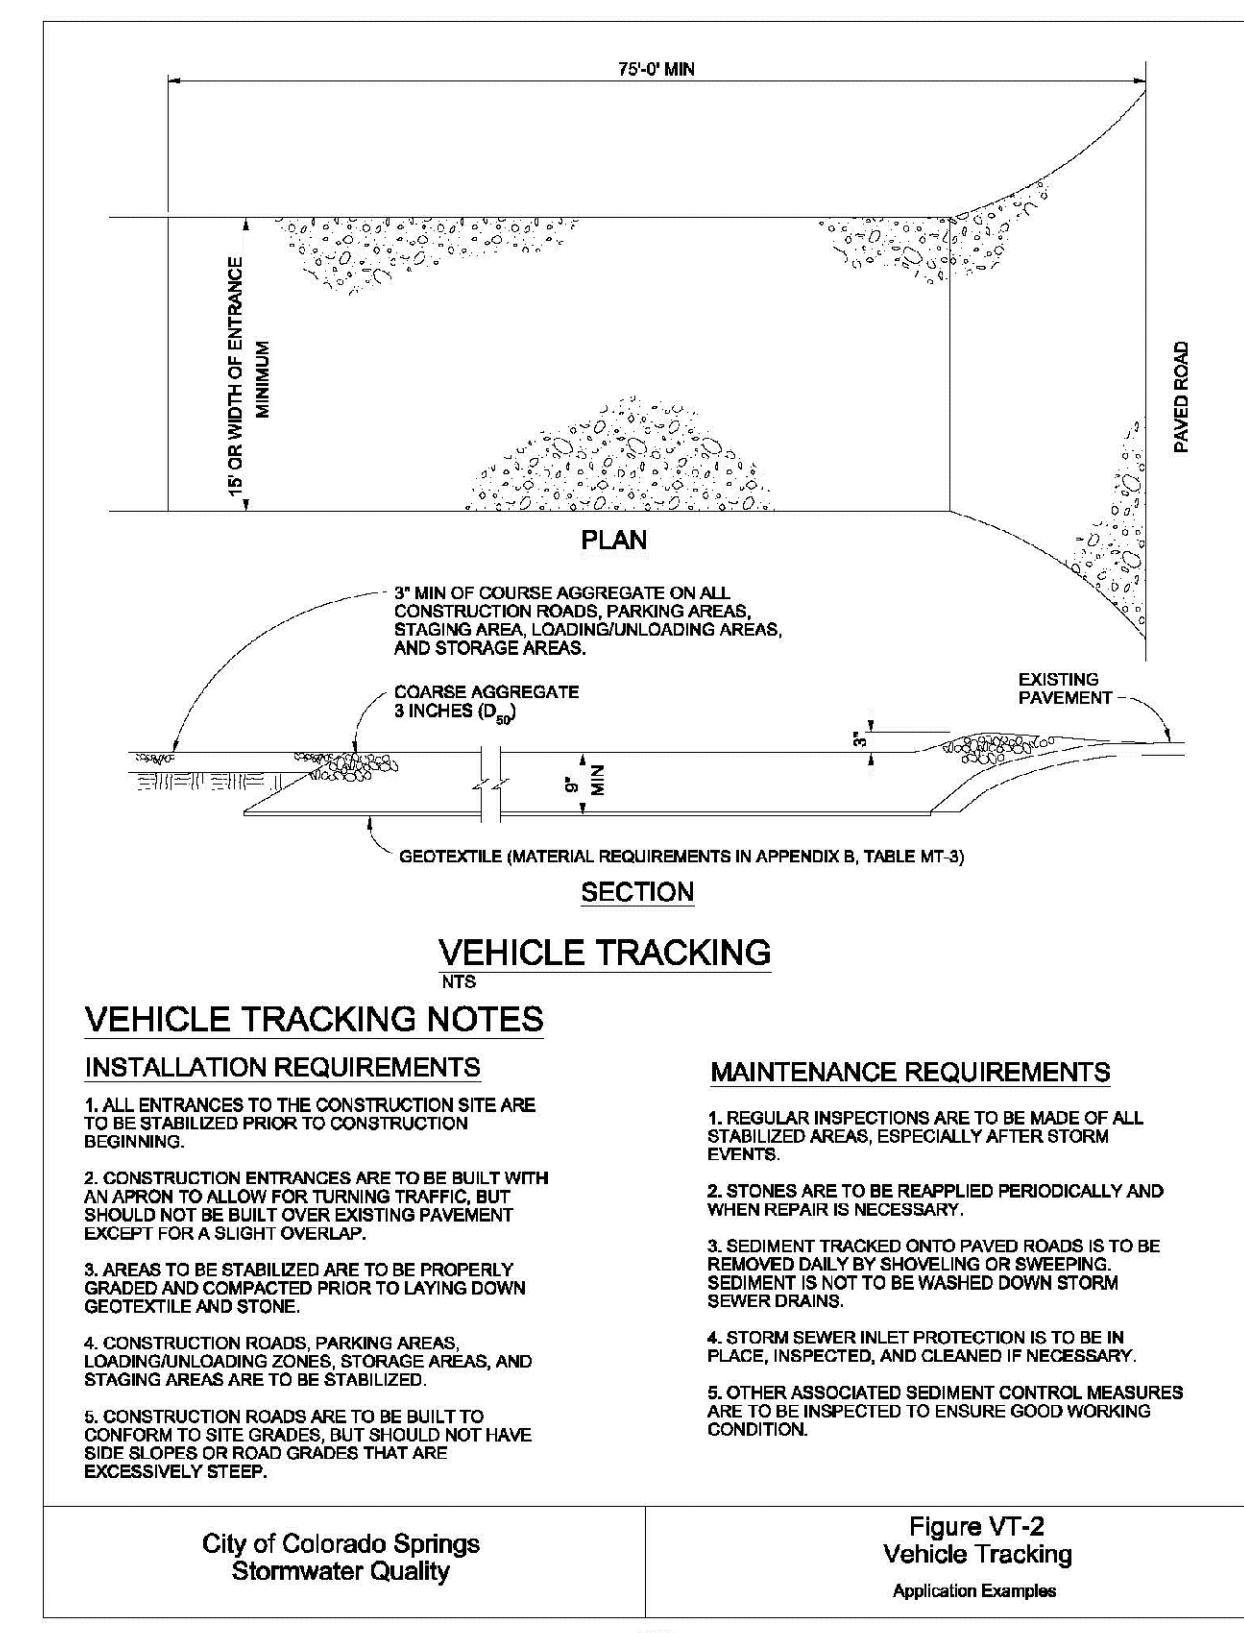 75'-0' MIN
15' OR WIDTH OF ENTRANCE
MINIMUM
PAVED ROAD
PLAN
3" MIN OF COURSE AGGREGATE ON ALL
CONSTRUCTION ROADS, PARKING AREAS,
STAGING AREA, LOADING/UNLOADING AREAS,
AND STORAGE AREAS.
COARSE AGGREGATE
3 INCHES (D50)
EXISTING
PAVEMENT
3"
9"
MIN
GEOTEXTILE (MATERIAL REQUIREMENTS IN APPENDIX B, TABLE MT-3)
SECTION
VEHICLE TRACKING
NTS
VEHICLE TRACKING NOTES
INSTALLATION REQUIREMENTS
1. ALL ENTRANCES TO THE CONSTRUCTION SITE ARE
TO BE STABILIZED PRIOR TO CONSTRUCTION
BEGINNING.
2. CONSTRUCTION ENTRANCES ARE TO BE BUILT WITH
AN APRON TO ALLOW FOR TURNING TRAFFIC, BUT
SHOULD NOT BE BUILT OVER EXISTING PAVEMENT
EXCEPT FOR A SLIGHT OVERLAP.
3. AREAS TO BE STABILIZED ARE TO BE PROPERLY
GRADED AND COMPACTED PRIOR TO LAYING DOWN
GEOTEXTILE AND STONE.
4. CONSTRUCTION ROADS, PARKING AREAS,
LOADING/UNLOADING ZONES, STORAGE AREAS, AND
STAGING AREAS ARE TO BE STABILIZED.
5. CONSTRUCTION ROADS ARE TO BE BUILT TO
CONFORM TO SITE GRADES, BUT SHOULD NOT HAVE
SIDE SLOPES OR ROAD GRADES THAT ARE
EXCESSIVELY STEEP.
MAINTENANCE REQUIREMENTS
1. REGULAR INSPECTIONS ARE TO BE MADE OF ALL
STABILIZED AREAS, ESPECIALLY AFTER STORM
EVENTS.
2. STONES ARE TO BE REAPPLIED PERIODICALLY AND
WHEN REPAIR IS NECESSARY.
3. SEDIMENT TRACKED ONTO PAVED ROADS IS TO BE
REMOVED DAILY BY SHOVELING OR SWEEPING.
SEDIMENT IS NOT TO BE WASHED DOWN STORM
SEWER DRAINS.
4. STORM SEWER INLET PROTECTION IS TO BE IN
PLACE, INSPECTED, AND CLEANED IF NECESSARY.
5. OTHER ASSOCIATED SEDIMENT CONTROL MEASURES
ARE TO BE INSPECTED TO ENSURE GOOD WORKING
CONDITION.
City of Colorado Springs
Stormwater Quality
Figure VT-2
Vehicle Tracking
Application Examples